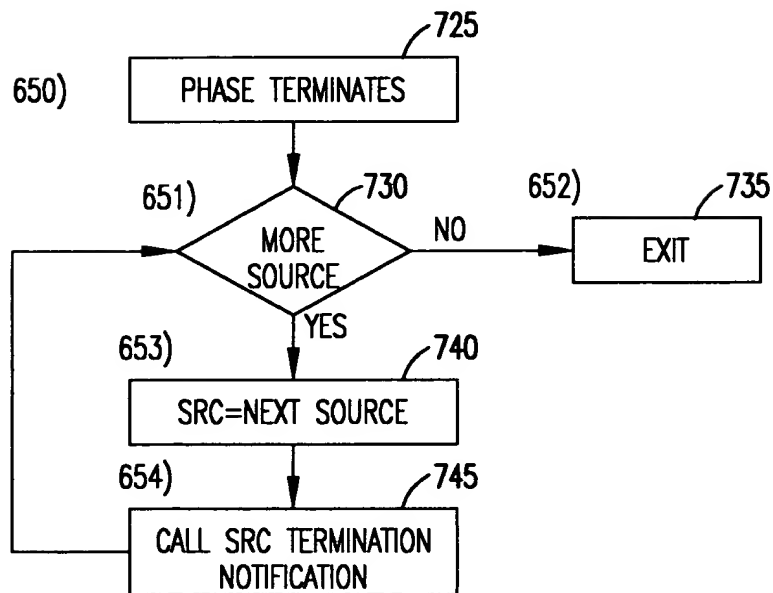 725
650)
PHASE TERMINATES
651)
730
652)
735
MORE
SOURCE
NO
EXIT
YES
653)
740
SRC=NEXT SOURCE
654)
745
CALL SRC TERMINATION
NOTIFICATION